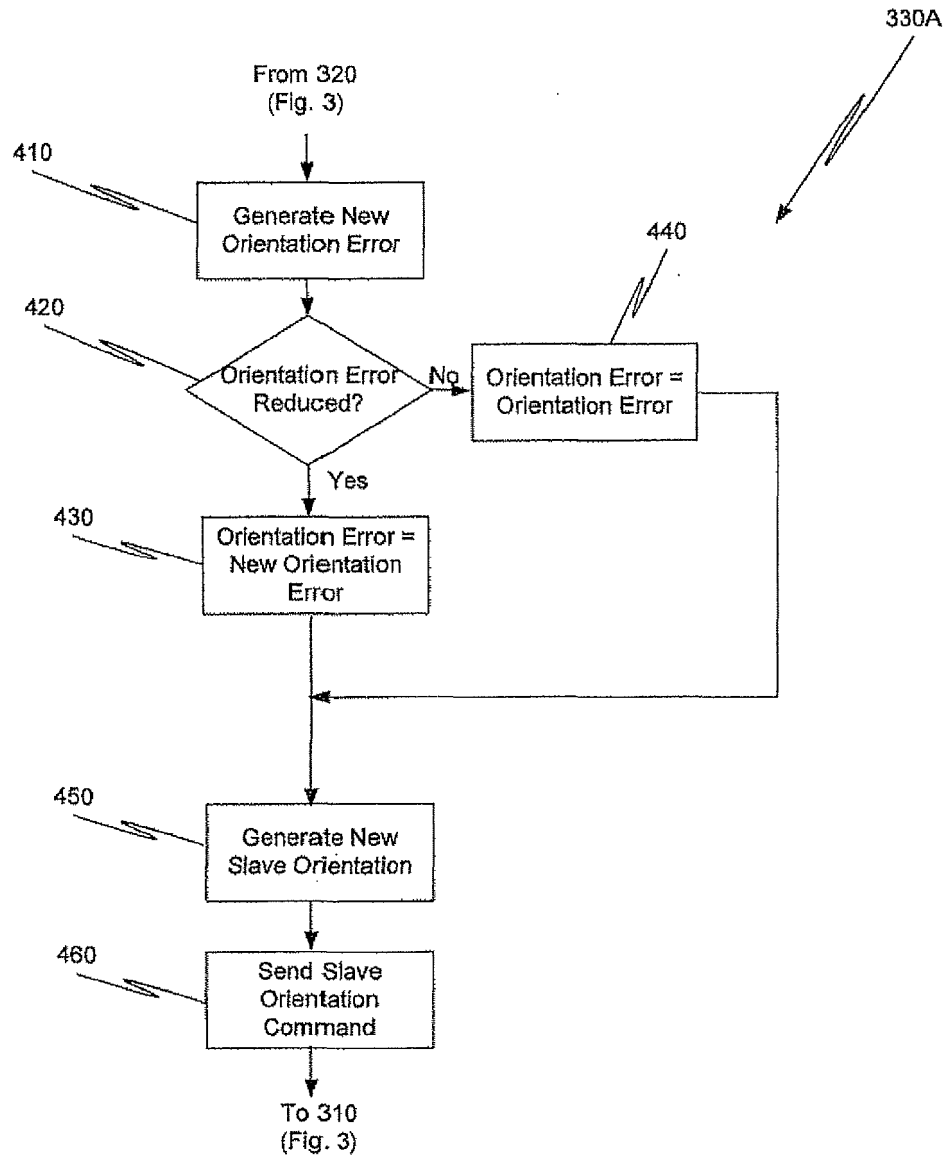 330A
From 320
(Fig. 3)
410
Generate New
Orientation Error
440
420
Orientation Error
Reduced?
No
Orientation Error =
Orientation Error
Yes
430
Orientation Error =
New Orientation
Error
450
Generate New
Slave Orientation
460
Send Slave
Orientation
Command
To 310
(Fig. 3)